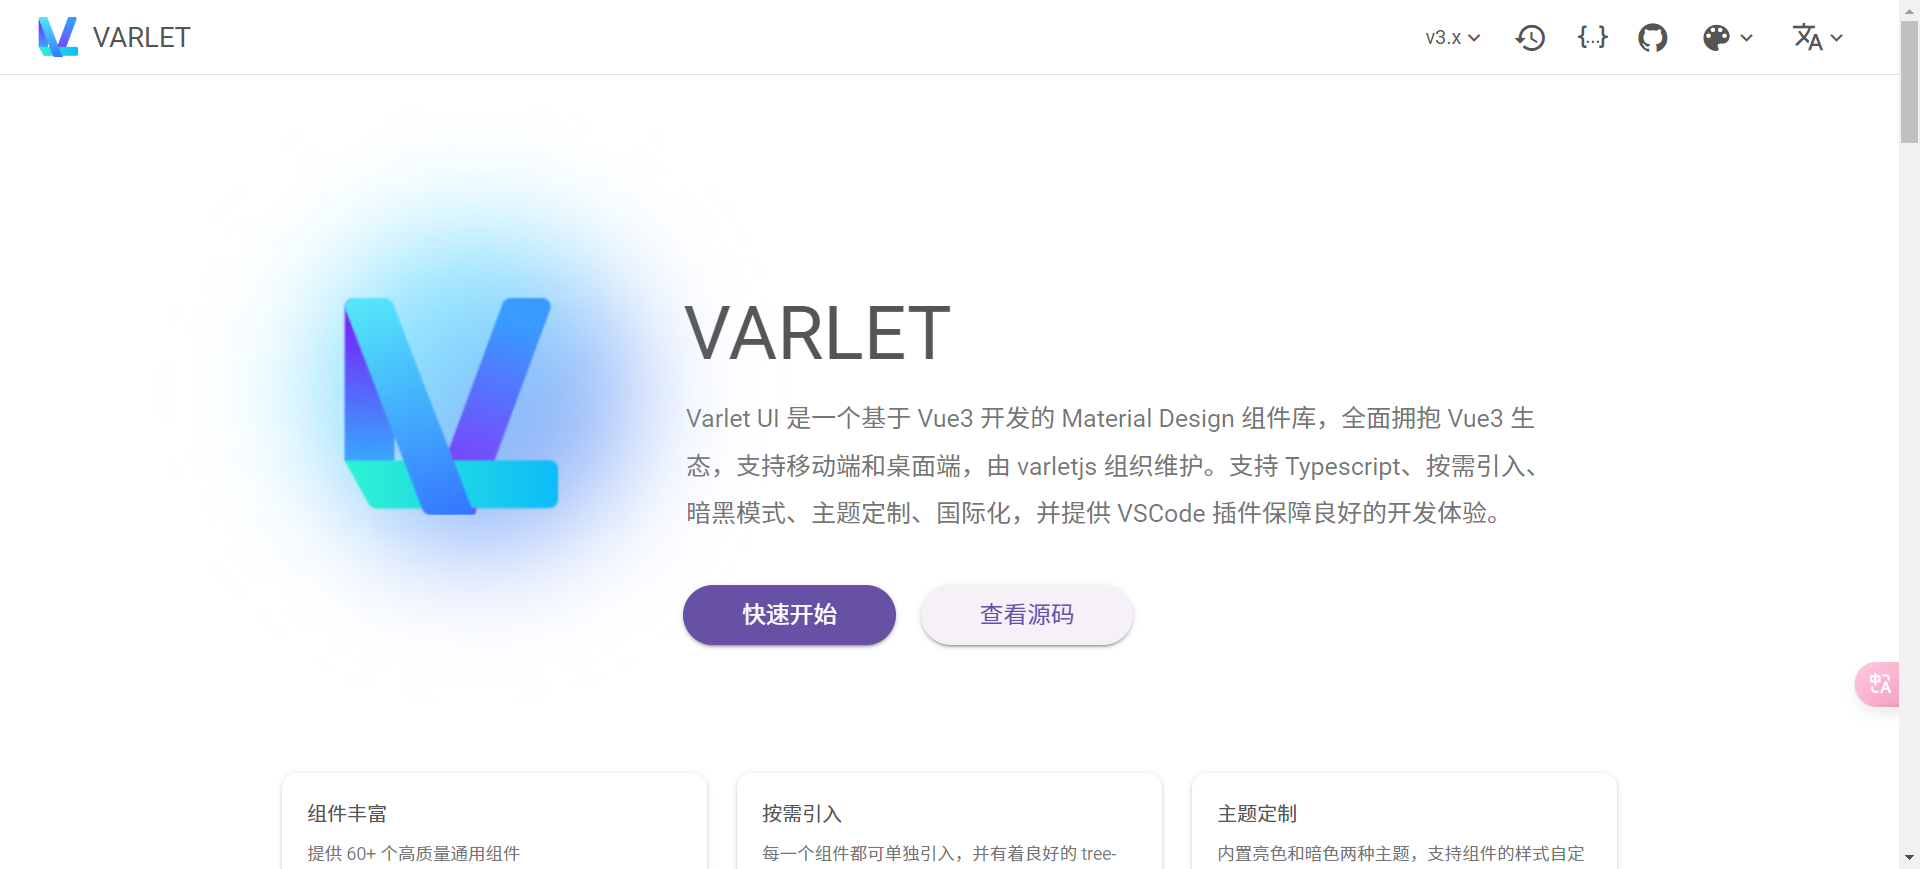 VARLET
v3.x
{...}
VARLET
Varlet UI 是一个基于 Vue3 开发的 Material Design 组件库，全面拥抱 Vue3 生
态，支持移动端和桌面端，由 varletjs 组织维护。支持 Typescript、按需引入、
暗黑模式、主题定制、国际化，并提供 VSCode 插件保障良好的开发体验。
快速开始
查看源码
组件丰富
按需引入
主题定制
提供 60+ 个高质量通用组件
每一个组件都可单独引入，并有着良好的 tree-
内置亮色和暗色两种主题，支持组件的样式自定